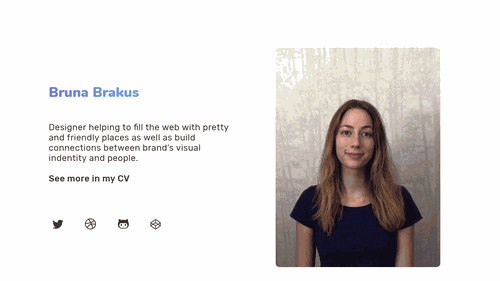 Bruna Brakus
Designer helping to fill the web with pretty
and friendly places as well as build
connections between brand's visual
indentity and people.
See more in my CV